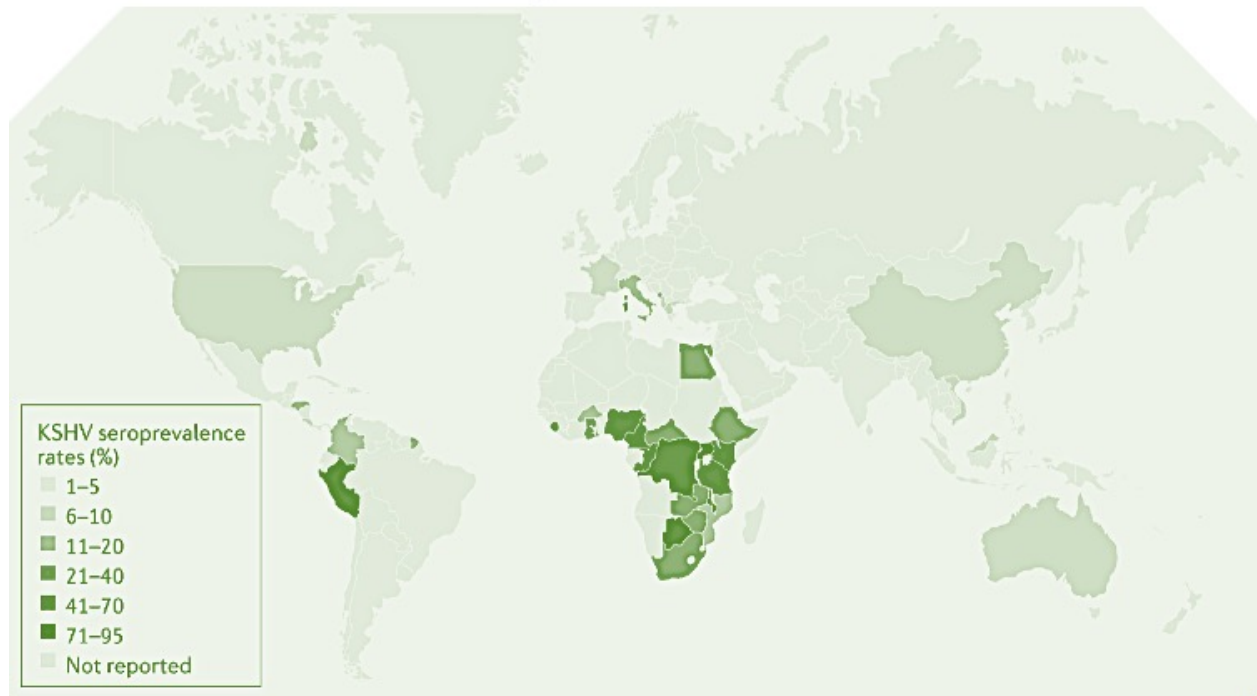 KSHV seroprevalence
rates (%)
1–5
6–10
11–20
21–40
41–70
71–95
Not reported